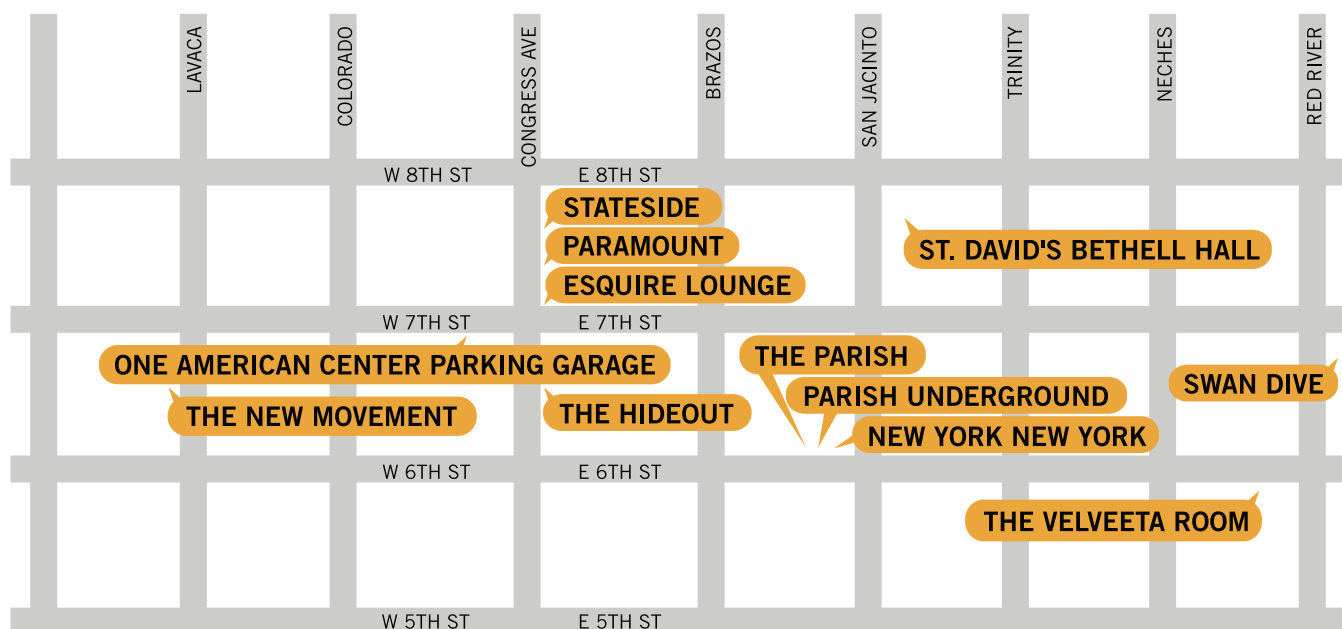 LAVACA
COLORADO
CONGRESS AVE
BRAZOS
SAN JACINTO
TRINITY
NECHES
RED RIVER
W 8TH ST
E 8TH ST
STATESIDE
PARAMOUNT
ST. DAVID'S BETHELL HALL
ESQUIRE LOUNGE
W 7TH ST
E 7TH ST
ONE AMERICAN CENTER PARKING GARAGE
THE PARISH
SWAN DIVE
PARISH UNDERGROUND
THE NEW MOVEMENT
THE HIDEOUT
NEW YORK NEW YORK
W 6TH ST
E 6TH ST
THE VELVEETA ROOM
W 5TH ST
E 5TH ST